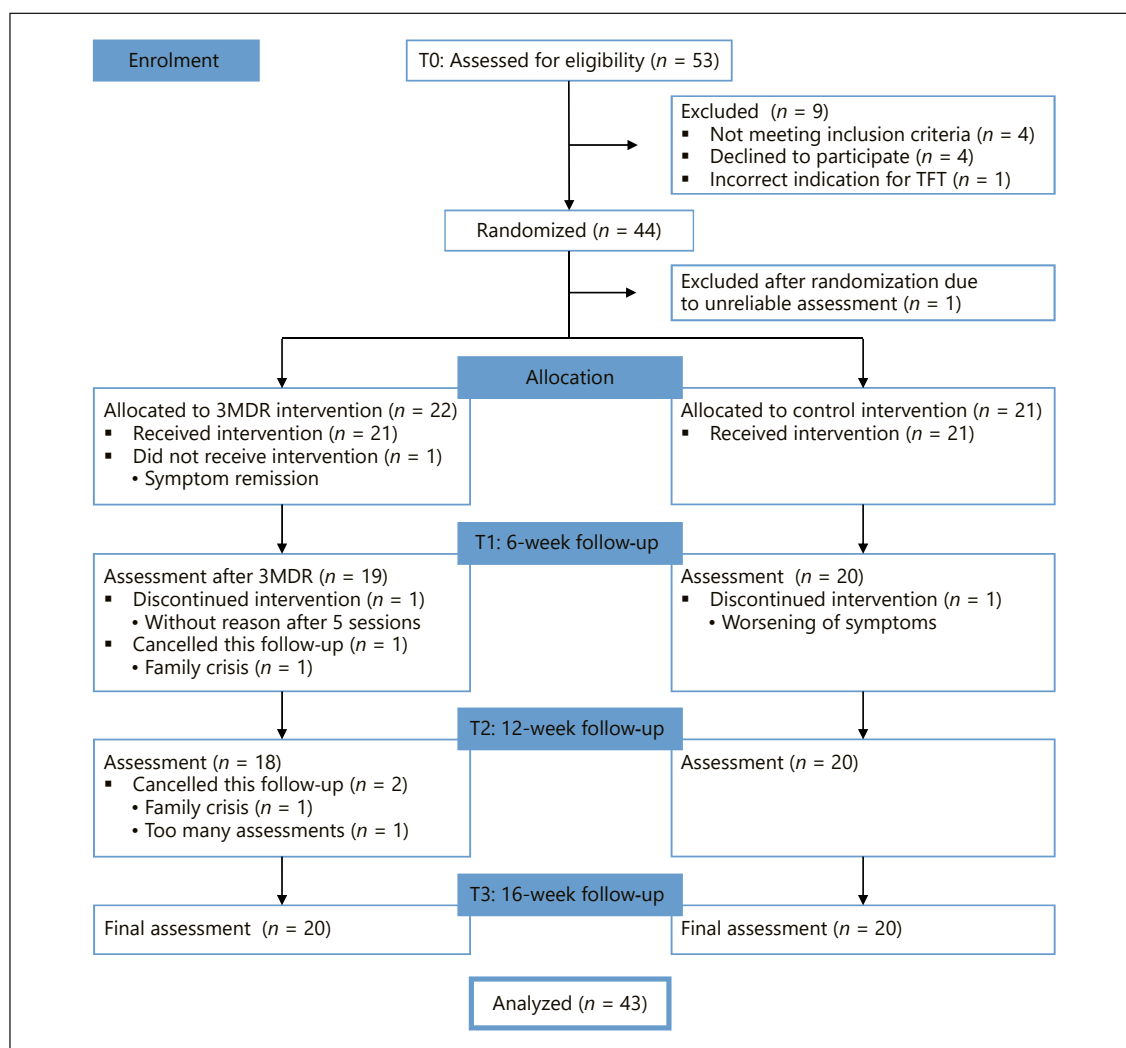 Enrolment
T0: Assessed for eligibility (n = 53)
Excluded (n = 9)
▪ Not meeting inclusion criteria (n = 4)
▪ Declined to participate (n = 4)
▪ Incorrect indication for TFT (n = 1)
Randomized (n = 44)
Excluded after randomization due
to unreliable assessment (n = 1)
Allocation
Allocated to 3MDR intervention (n = 22)
▪ Received intervention (n = 21)
▪ Did not receive intervention (n = 1)
• Symptom remission
Allocated to control intervention (n = 21)
▪ Received intervention (n = 21)
T1: 6-week follow-up
Assessment after 3MDR (n = 19)
▪ Discontinued intervention (n = 1)
• Without reason after 5 sessions
▪ Cancelled this follow-up (n = 1)
• Family crisis (n = 1)
Assessment (n = 20)
▪ Discontinued intervention (n = 1)
• Worsening of symptoms
T2: 12-week follow-up
Assessment (n = 18)
▪ Cancelled this follow-up (n = 2)
• Family crisis (n = 1)
• Too many assessments (n = 1)
Assessment (n = 20)
T3: 16-week follow-up
Final assessment (n = 20)
Final assessment (n = 20)
Analyzed (n = 43)